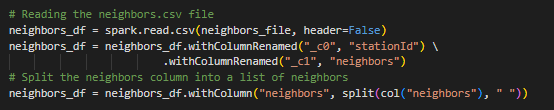 # Reading the neighbors.csv file
neighbors_df = spark.read.csv(neighbors_file, header=False)
neighbors_df = neighbors_df.withColumnRenamed("_c0", "stationId") \
                           .withColumnRenamed("_c1", "neighbors")
# Split the neighbors column into a list of neighbors
neighbors_df = neighbors_df.withColumn("neighbors", split(col("neighbors"), " "))